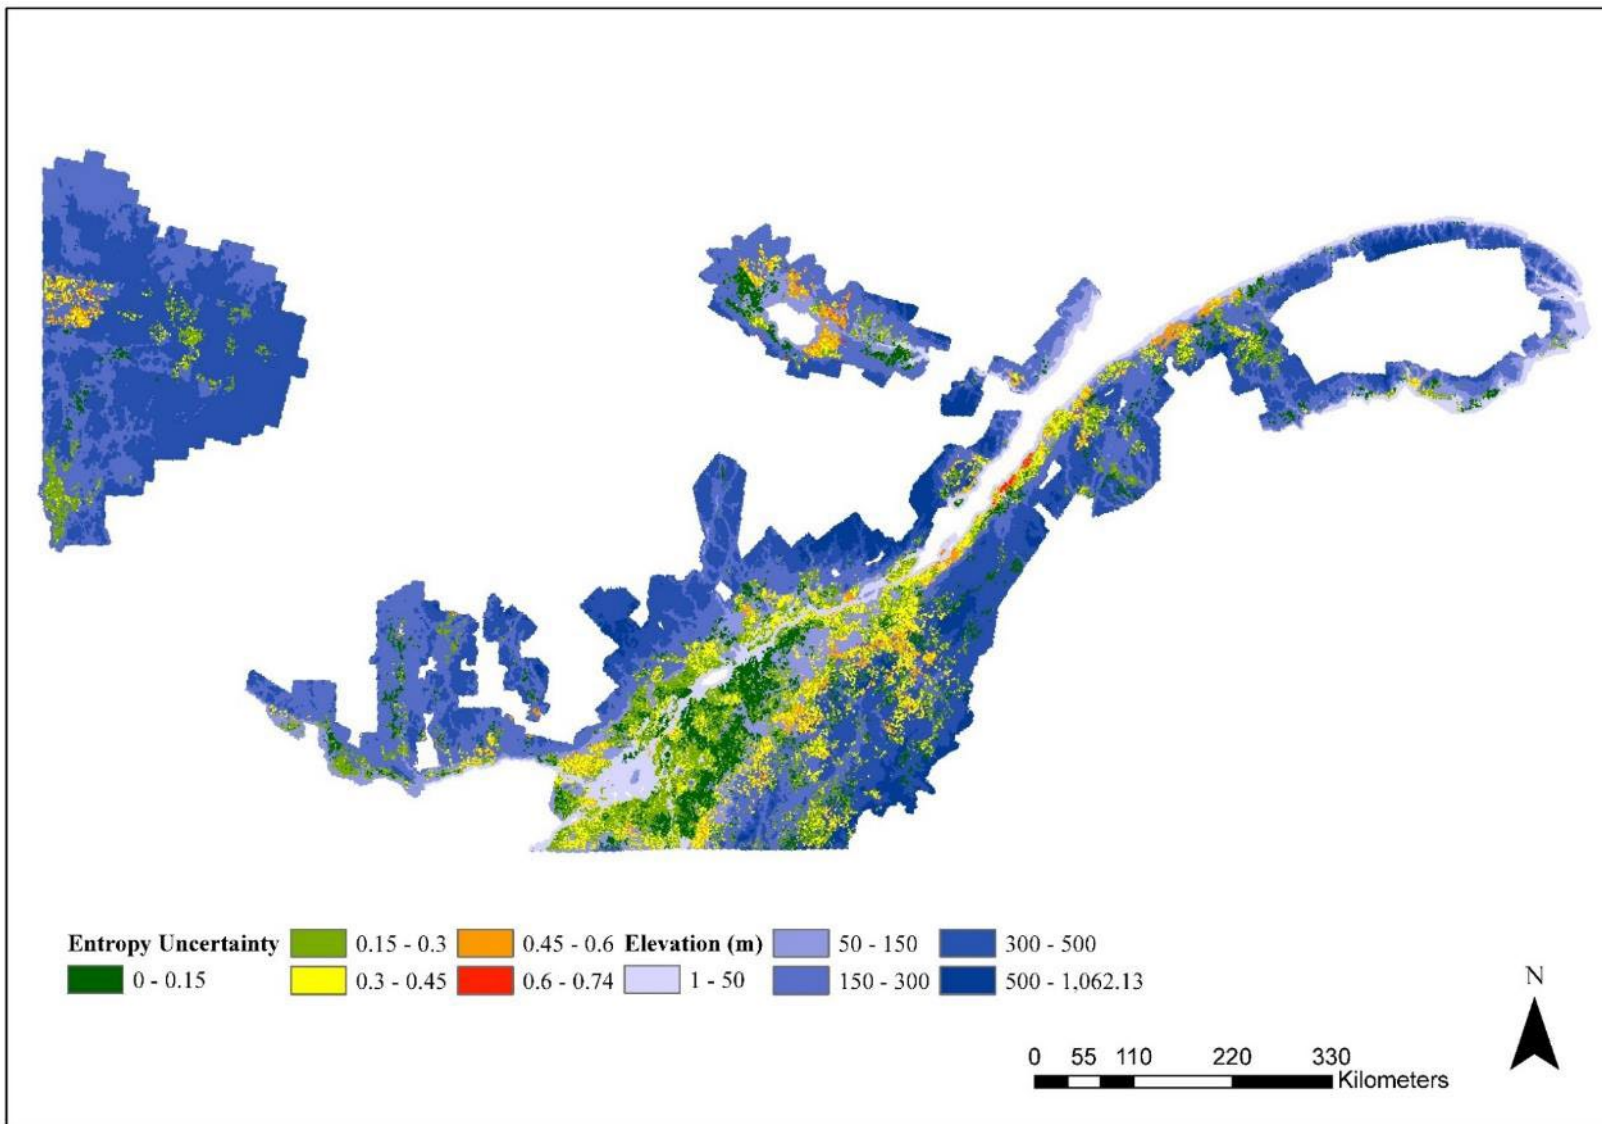 Entropy Uncertainty
0 - 0.15
0.15 - 0.3
0.3 - 0.45
0.45 - 0.6
0.6 - 0.74
Elevation (m)
1 - 50
50 - 150
150 - 300
300 - 500
500 - 1,062.13
N
0 55 110 220 330
Kilometers